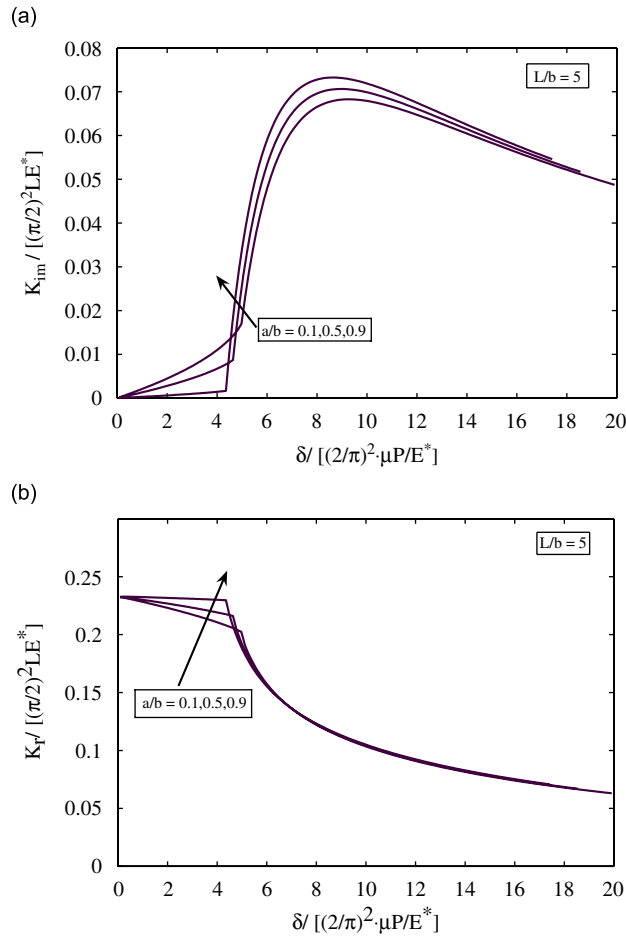 (a)
0.08
0.07
0.06
0.05
0.04
0.03
0.02
0.01
0
K_im / [(π/2)^2LE^*]
L/b = 5
a/b = 0.1,0.5,0.9
0 2 4 6 8 10 12 14 16 18 20
δ/ [(2/π)^2·μP/E^*]
(b)
0.25
0.2
0.15
0.1
0.05
0
K_r/ [(π/2)^2LE^*]
L/b = 5
a/b = 0.1,0.5,0.9
0 2 4 6 8 10 12 14 16 18 20
δ/ [(2/π)^2·μP/E^*]